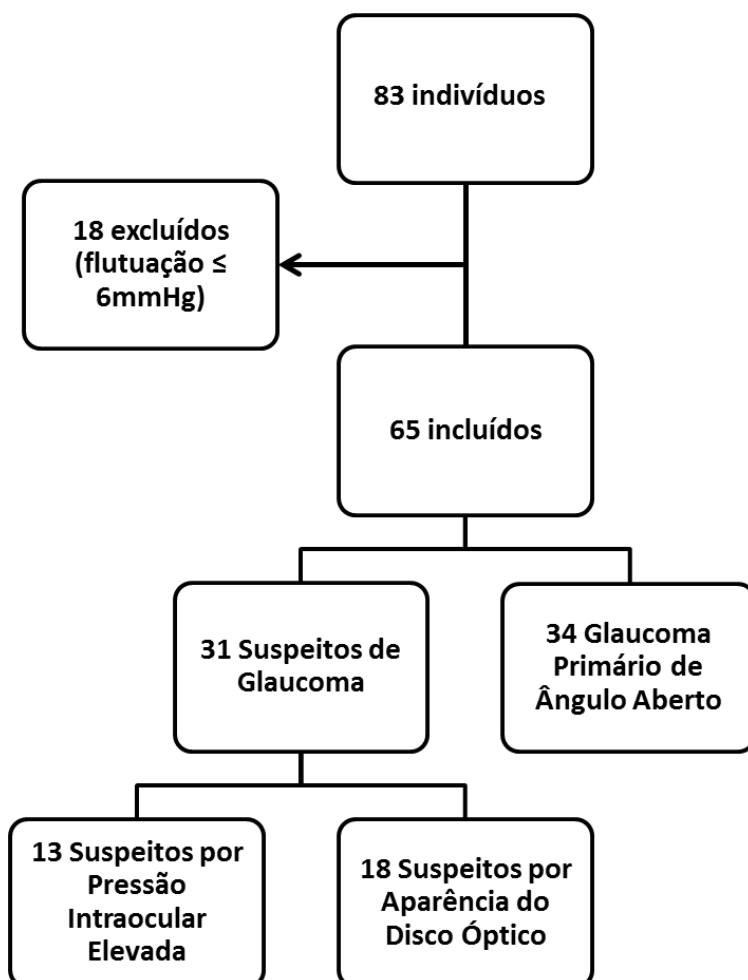 83 indivíduos
18 excluídos
(flutuação ≤
6mmHg)
65 incluídos
31 Suspeitos de
Glaucoma
34 Glaucoma
Primário de
Ângulo Aberto
13 Suspeitos por
Pressão
Intraocular
Elevada
18 Suspeitos por
Aparência do
Disco Óptico